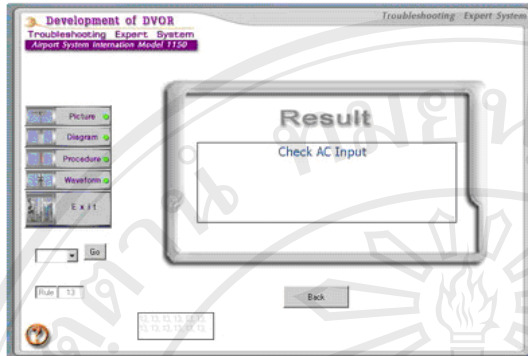 Development of DVOR
Troubleshooting Expert System
Airport System Internation Model 1150
Troubleshooting Expert System
Picture
Diagram
Procedure
Waveform
Exit
Go
Rule 13
Result
Check AC Input
Back